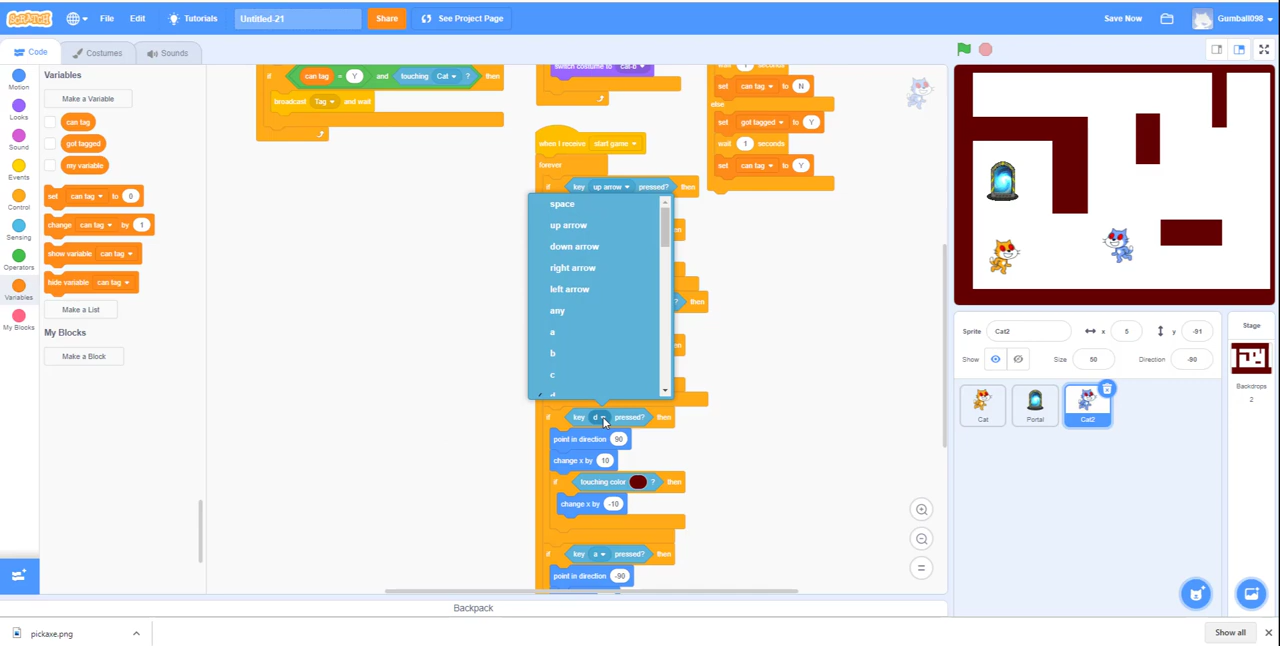 SCRATCH File Edit Tutorials Untitled-21 Share See Project Page Save Now Gumball098
Code Costumes Sounds
Motion
Looks
Sound
Events
Control
Sensing
Operators
Variables
My Blocks
Variables
Make a Variable
can tag
got tagged
my variable
set can tag to 0
change can tag by 1
show variable can tag
hide variable can tag
Make a List
My Blocks
Make a Block
if can tag = Y and touching Cat ? then
broadcast Tag and wait
switch costume to cat-b
when I receive start game
forever
if key up arrow pressed? then
space
up arrow
down arrow
right arrow
left arrow
any
a
b
c
? then
if key d pressed? then
point in direction 90
change x by 10
if touching color ? then
change x by -10
if key a pressed? then
point in direction -90
wait 1 seconds
set can tag to N
else
set got tagged to Y
wait 1 seconds
set can tag to Y
Sprite Cat2 x 5 y -91
Show Size 50 Direction -90
Cat
Portal
Cat2
Stage
Backdrops
2
Backpack
pickaxe.png
Show all